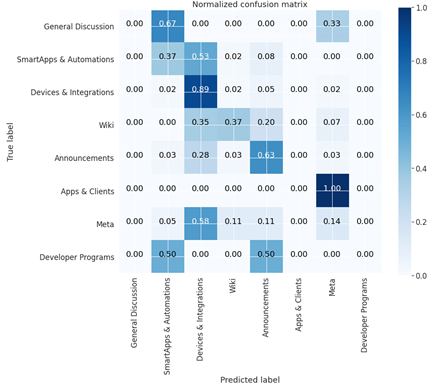 Normalized confusion matrix
General Discussion 0.00 0.67 0.00 0.00 0.00 0.00 0.33 0.00
SmartApps & Automations 0.00 0.37 0.53 0.02 0.08 0.00 0.00 0.00
Devices & Integrations 0.00 0.02 0.89 0.02 0.05 0.00 0.02 0.00
Wiki 0.00 0.00 0.35 0.37 0.20 0.00 0.07 0.00
Announcements 0.00 0.03 0.28 0.03 0.63 0.00 0.03 0.00
Apps & Clients 0.00 0.00 0.00 0.00 0.00 0.00 1.00 0.00
Meta 0.00 0.05 0.58 0.11 0.11 0.00 0.14 0.00
Developer Programs 0.00 0.50 0.00 0.00 0.50 0.00 0.00 0.00
True label
General Discussion
SmartApps & Automations
Devices & Integrations
Wiki
Announcements
Apps & Clients
Meta
Developer Programs
Predicted label
1.0
0.8
0.6
0.4
0.2
0.0